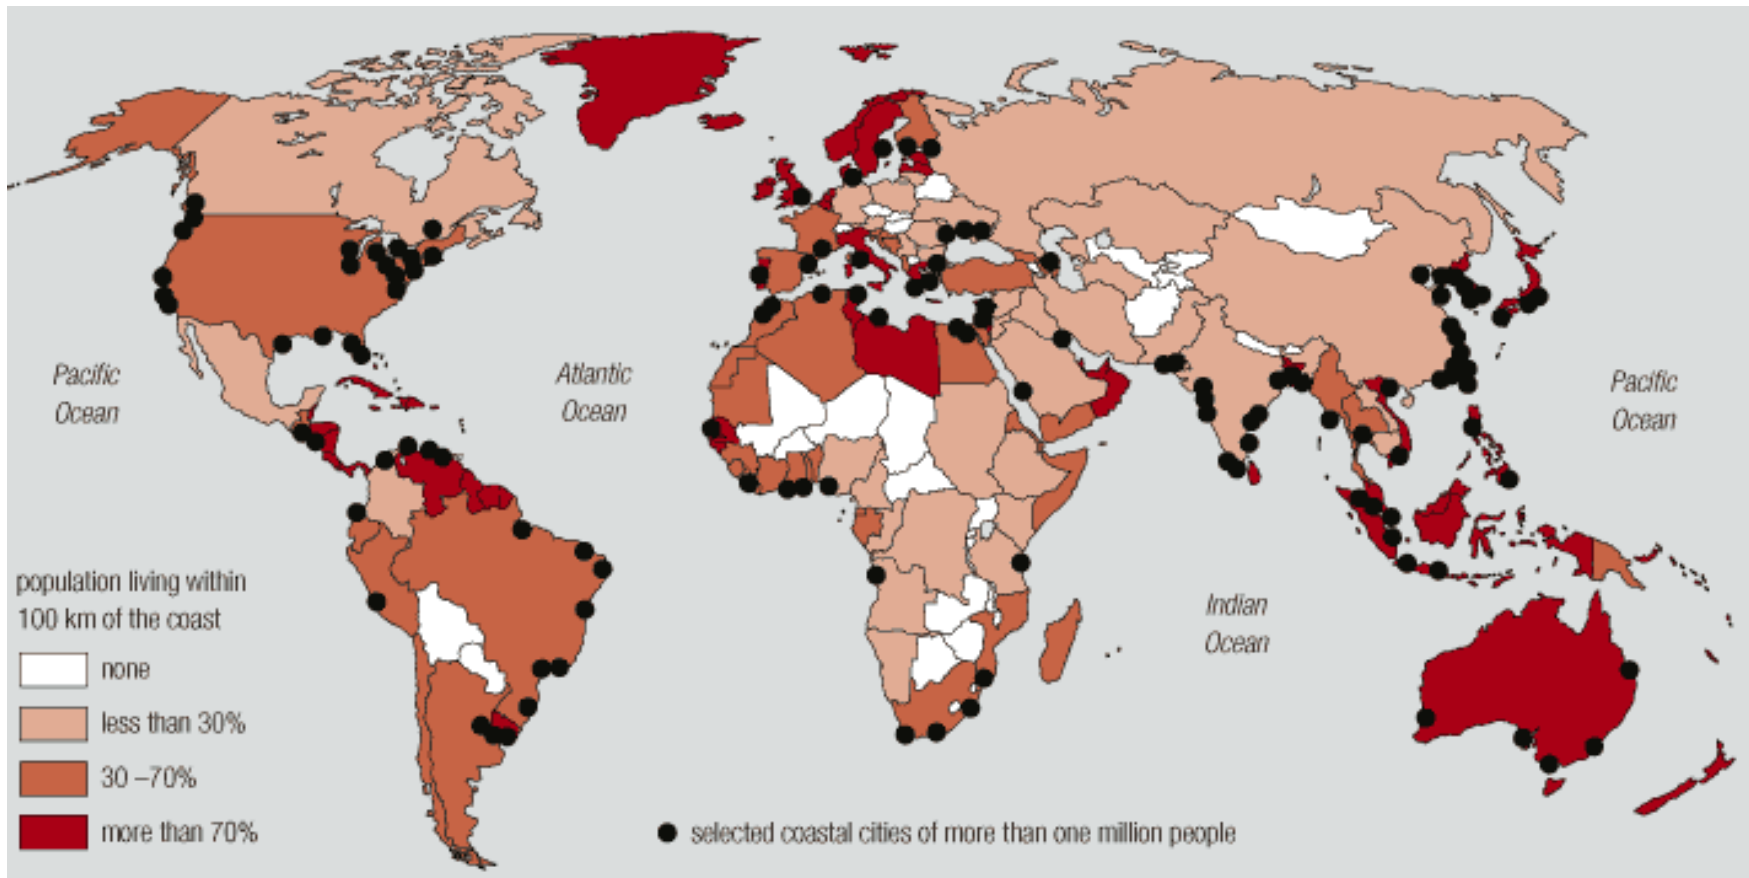 Pacific
Ocean
Atlantic
Ocean
Pacific
Ocean
Indian
Ocean
population living within
100 km of the coast
none
less than 30%
30 –70%
more than 70%
selected coastal cities of more than one million people